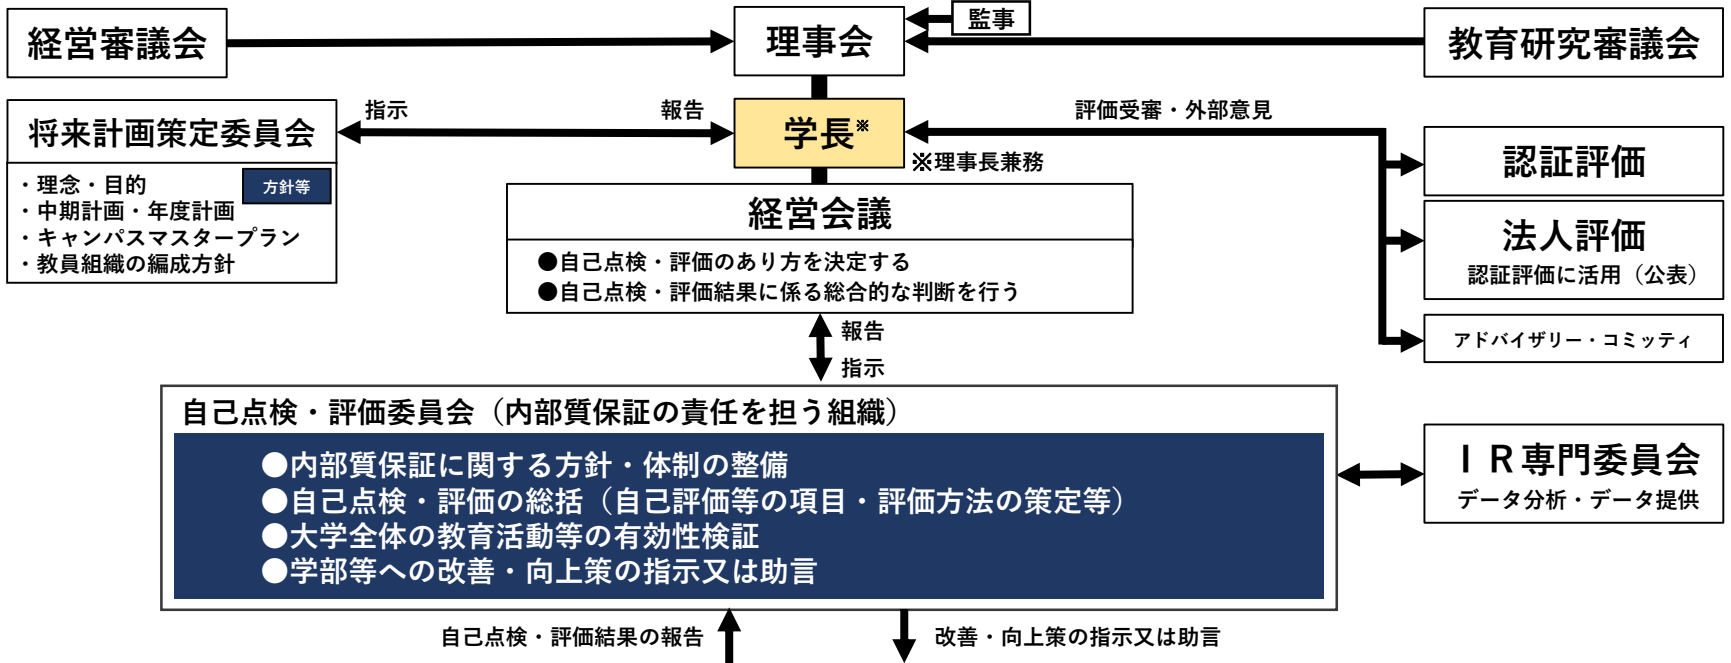 経営審議会
理事会
監事
教育研究審議会
将来計画策定委員会
・理念・目的
方針等
・中期計画・年度計画
・キャンパスマスタープラン
・教員組織の編成方針
指示
報告
学長※
※理事長兼務
評価受審・外部意見
認証評価
法人評価
認証評価に活用（公表）
アドバイザリー・コミッティ
経営会議
●自己点検・評価のあり方を決定する
●自己点検・評価結果に係る総合的な判断を行う
報告
指示
自己点検・評価委員会（内部質保証の責任を担う組織）
●内部質保証に関する方針・体制の整備
●自己点検・評価の総括（自己評価等の項目・評価方法の策定等）
●大学全体の教育活動等の有効性検証
●学部等への改善・向上策の指示又は助言
ＩＲ専門委員会
データ分析・データ提供
自己点検・評価結果の報告
改善・向上策の指示又は助言